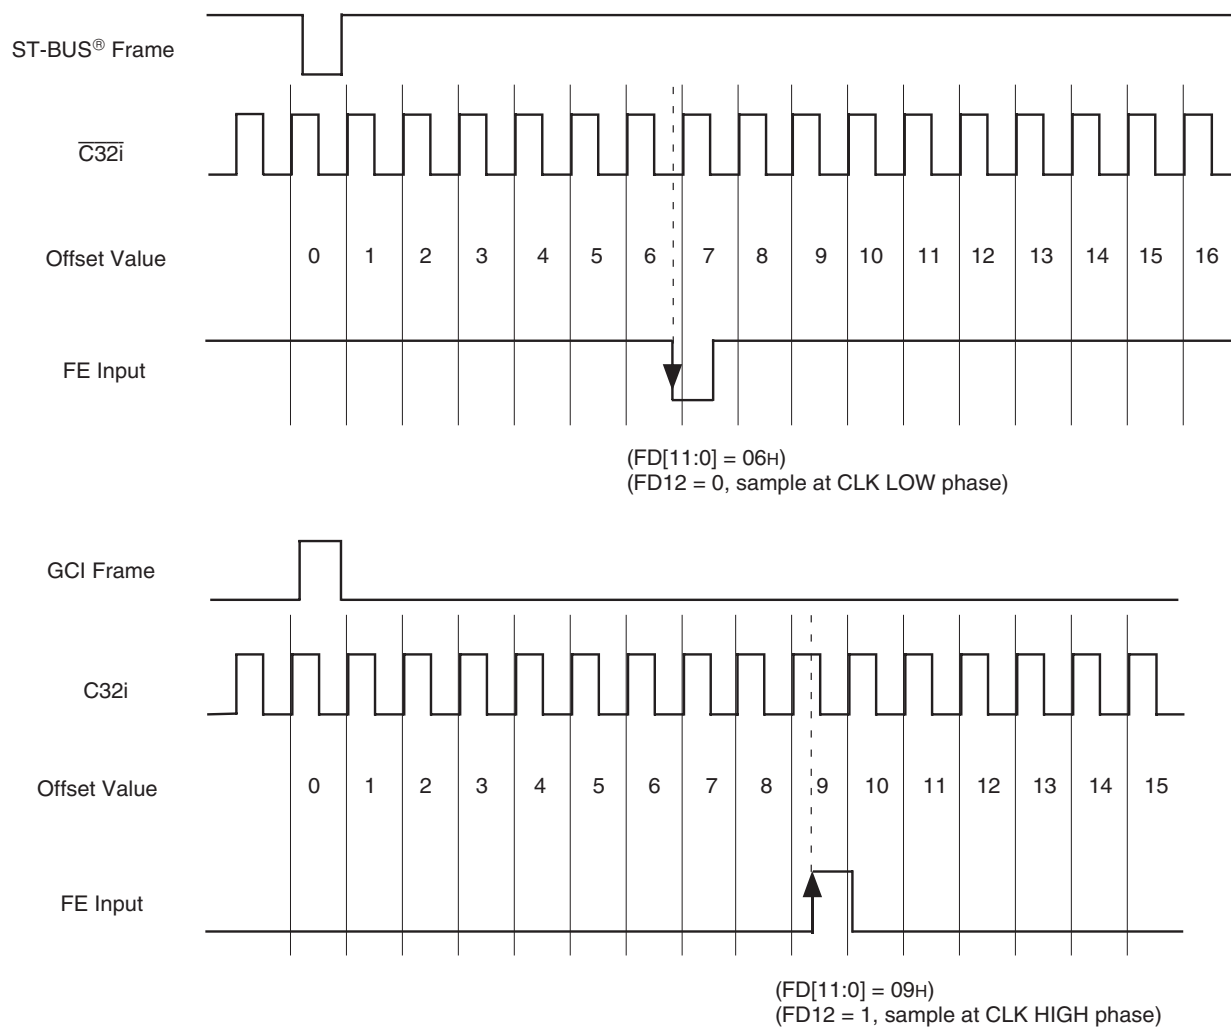 ST-BUS® Frame
C32i
Offset Value 0 1 2 3 4 5 6 7 8 9 10 11 12 13 14 15 16
FE Input
(FD[11:0] = 06H)
(FD12 = 0, sample at CLK LOW phase)
GCI Frame
C32i
Offset Value 0 1 2 3 4 5 6 7 8 9 10 11 12 13 14 15
FE Input
(FD[11:0] = 09H)
(FD12 = 1, sample at CLK HIGH phase)